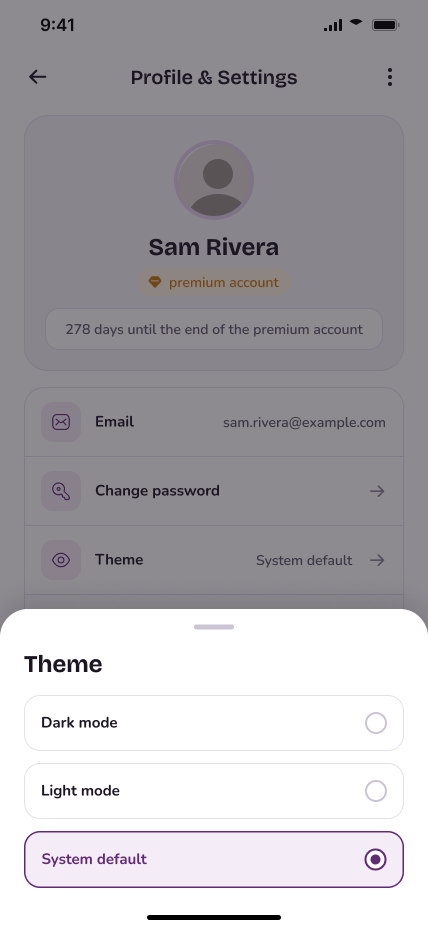 9:41
Profile & Settings
Sam Rivera
premium account
278 days until the end of the premium account
Email sam.rivera@example.com
Change password
Theme System default
Theme
Dark mode
Light mode
System default